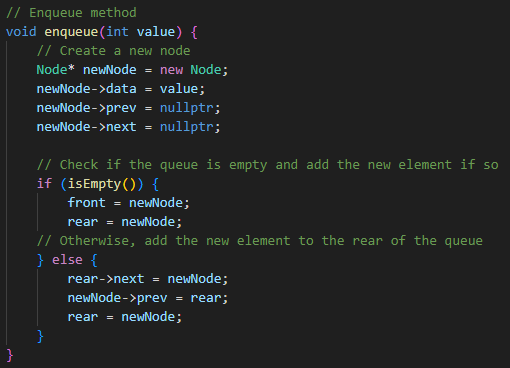 // Enqueue method
void enqueue(int value) {
    // Create a new node
    Node* newNode = new Node;
    newNode->data = value;
    newNode->prev = nullptr;
    newNode->next = nullptr;

    // Check if the queue is empty and add the new element if so
    if (isEmpty()) {
        front = newNode;
        rear = newNode;
    // Otherwise, add the new element to the rear of the queue
    } else {
        rear->next = newNode;
        newNode->prev = rear;
        rear = newNode;
    }
}